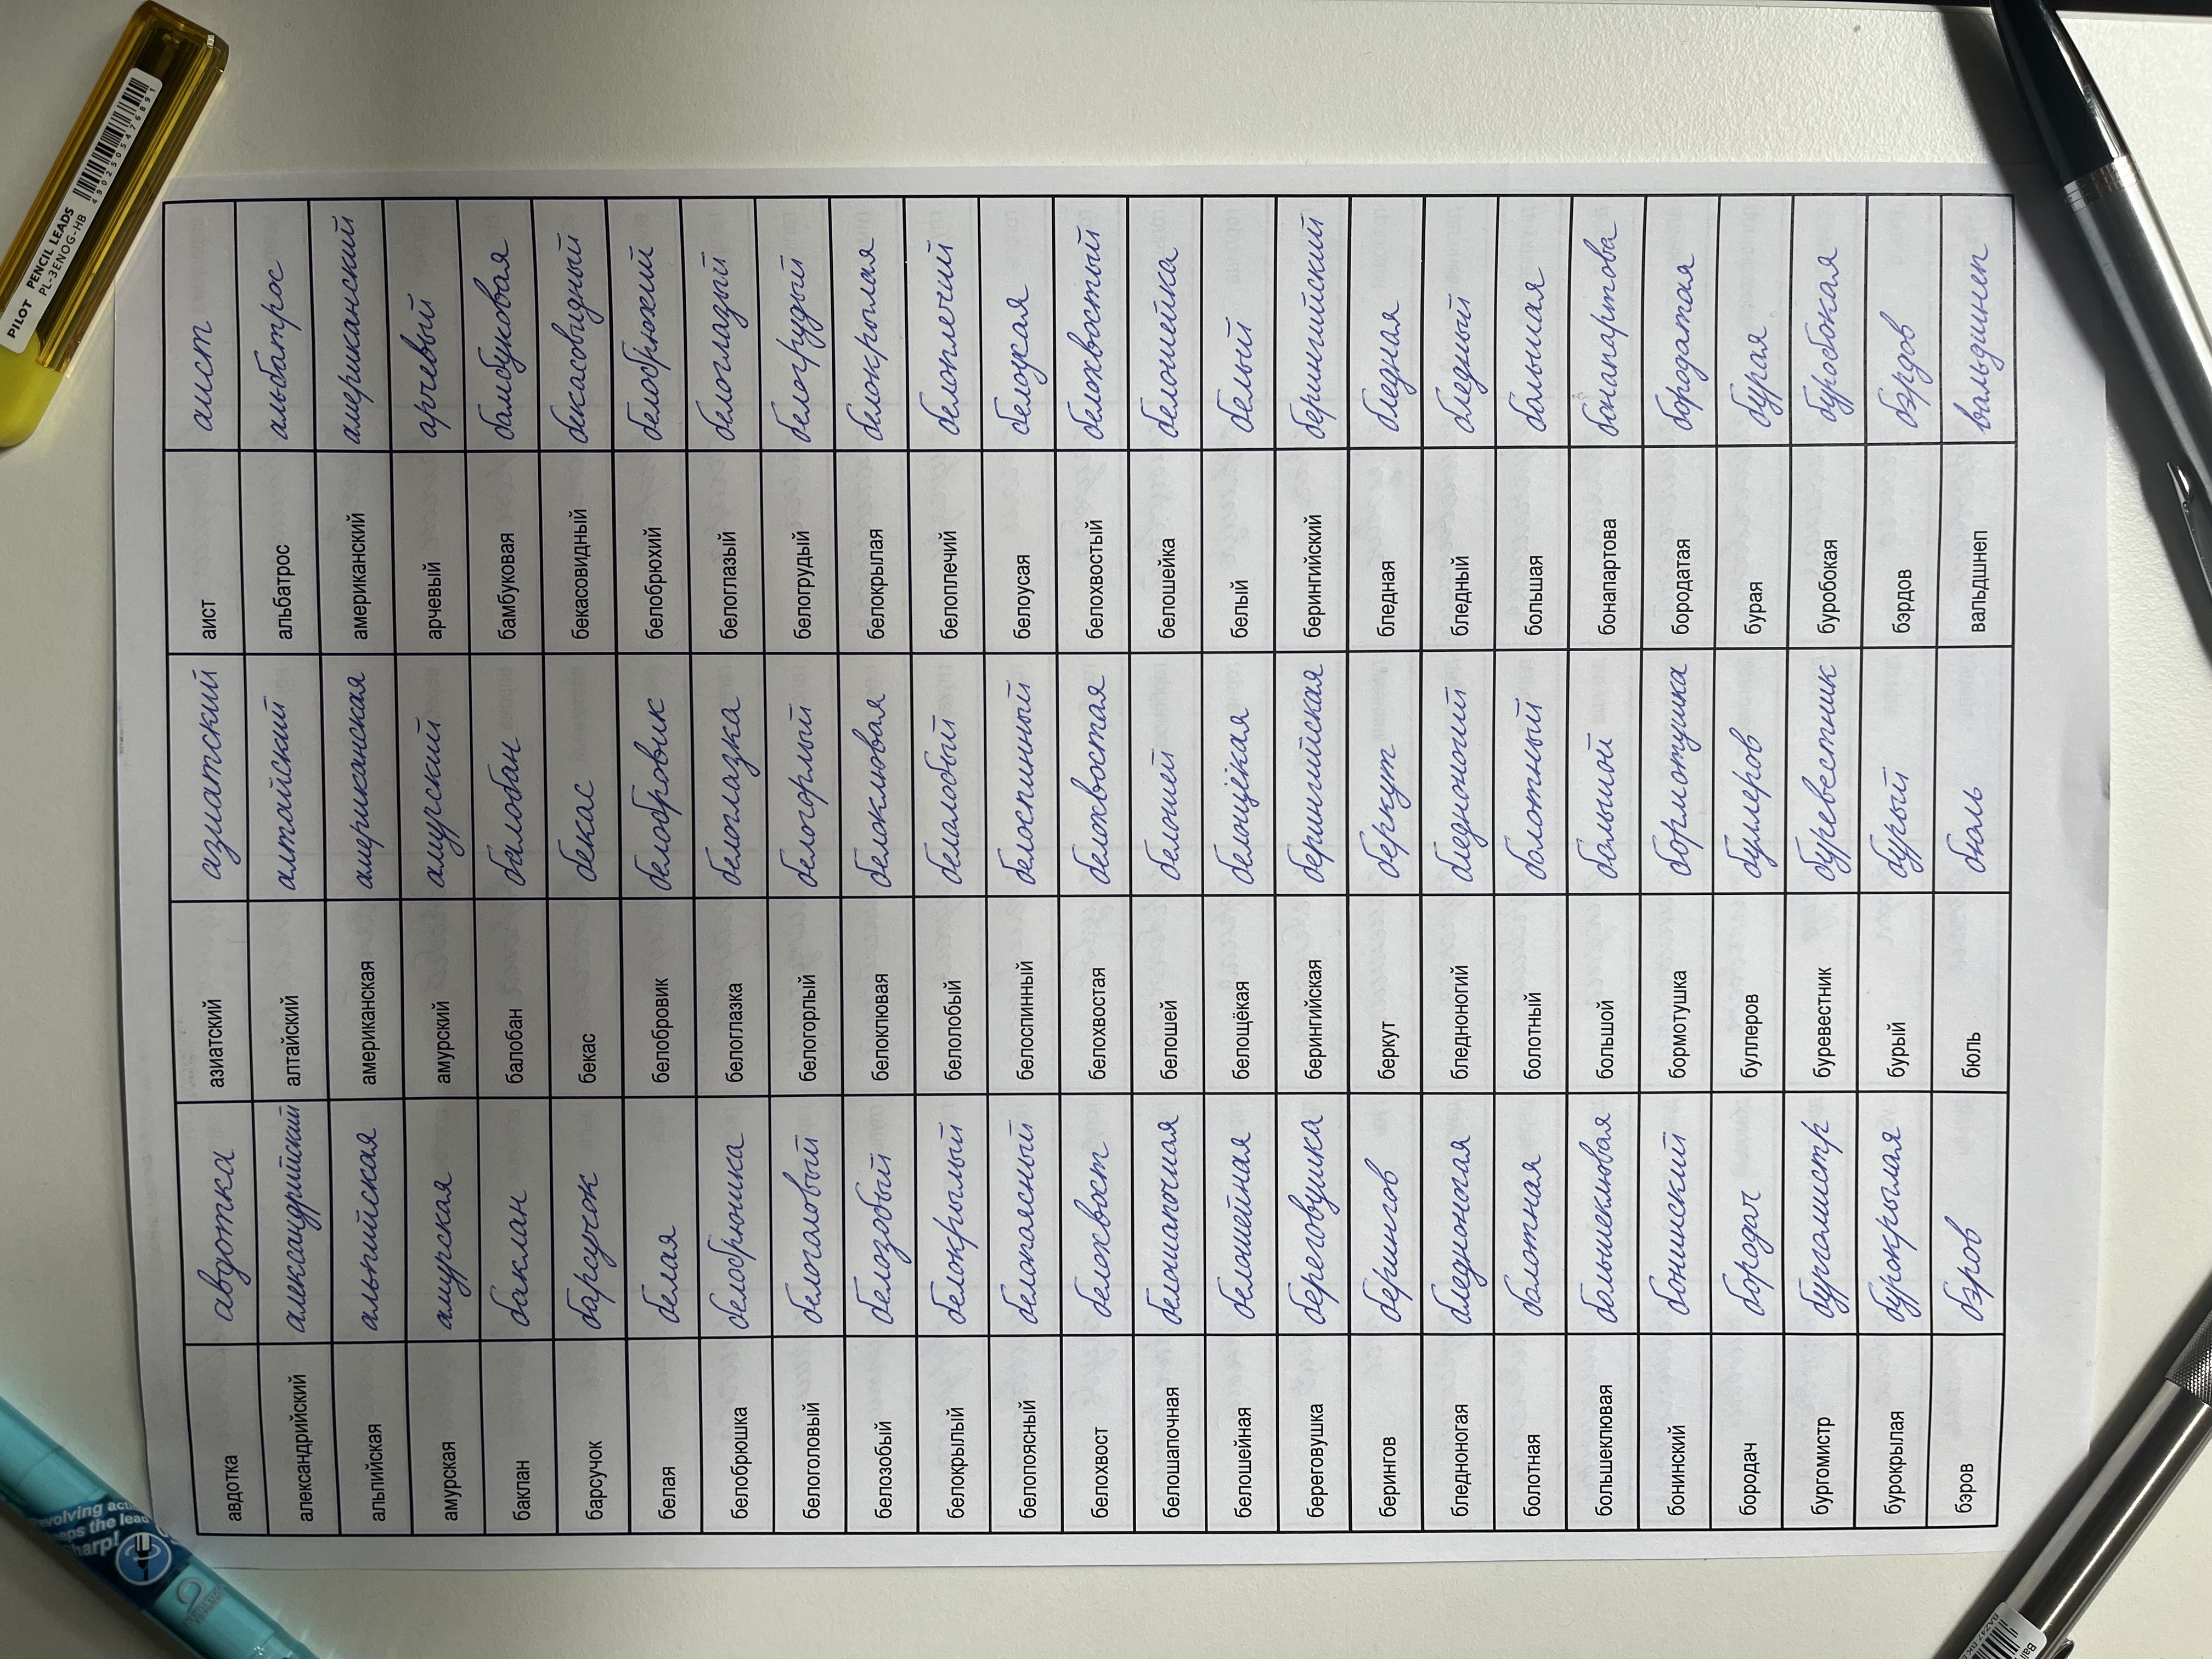 evolving act
keeps the lead
sharp!
PILOT PENCIL LEADS
PL-3ENOG-HB
4902505476891
авдотка авдотка азиатский азиатский аист аист
александрийский александрийский алтайский алтайский альбатрос альбатрос
альпийская альпийская американская американская американский американский
амурская амурская амурский амурский арчевый арчевый
баклан баклан балобан балобан бамбуковая бамбуковая
барсучок барсучок бекас бекас бекасовидный бекасовидный
белая белая белобровик белобровик белобрюхий белобрюхий
белобрюшка белобрюшка белоглазка белоглазка белоглазый белоглазый
белоголовый белоголовый белогорлый белогорлый белогрудый белогрудый
белозобый белозобый белоклювая белоклювая белокрылая белокрылая
белокрылый белокрылый белолобый белолобый белоплечий белоплечий
белопоясный белопоясный белоспинный белоспинный белоусая белоусая
белохвост белохвост белохвостая белохвостая белохвостый белохвостый
белошапочная белошапочная белошей белошей белошейка белошейка
белошейная белошейная белощёкая белощёкая белый белый
береговушка береговушка берингийская берингийская берингийский берингийский
берингов берингов беркут беркут бледная бледная
бледноногая бледноногая бледноногий бледноногий бледный бледный
болотная болотная болотный болотный большая большая
большеклювая большеклювая большой большой бонапартова бонапартова
бонинский бонинский бормотушка бормотушка бородатая бородатая
бородач бородач буллеров буллеров бурая бурая
бургомистр бургомистр буревестник буревестник буробокая буробокая
бурокрылая бурокрылая бурый бурый бэрдов бэрдов
бэров бэров бюль бюль вальдшнеп вальдшнеп